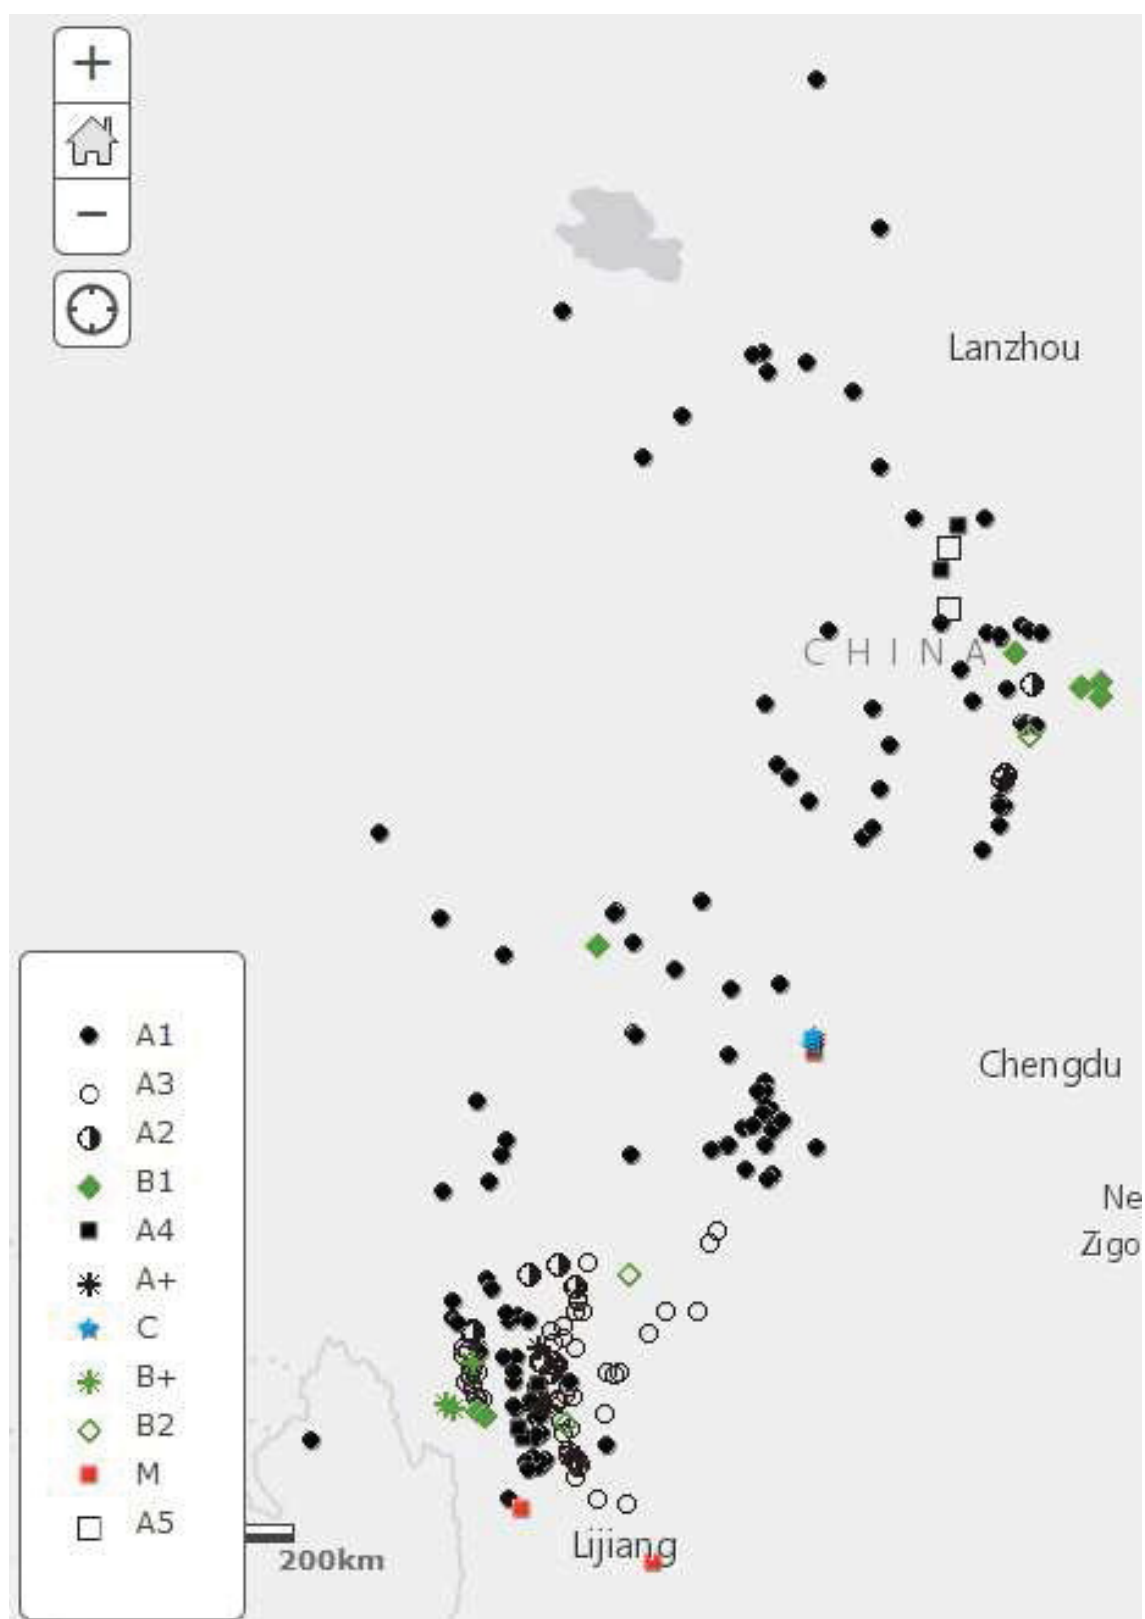 +
−
Lanzhou
CHINA
Chengdu
Ne
Zigo
A1
A3
A2
B1
A4
A+
C
B+
B2
M
A5
200km
Lijiang